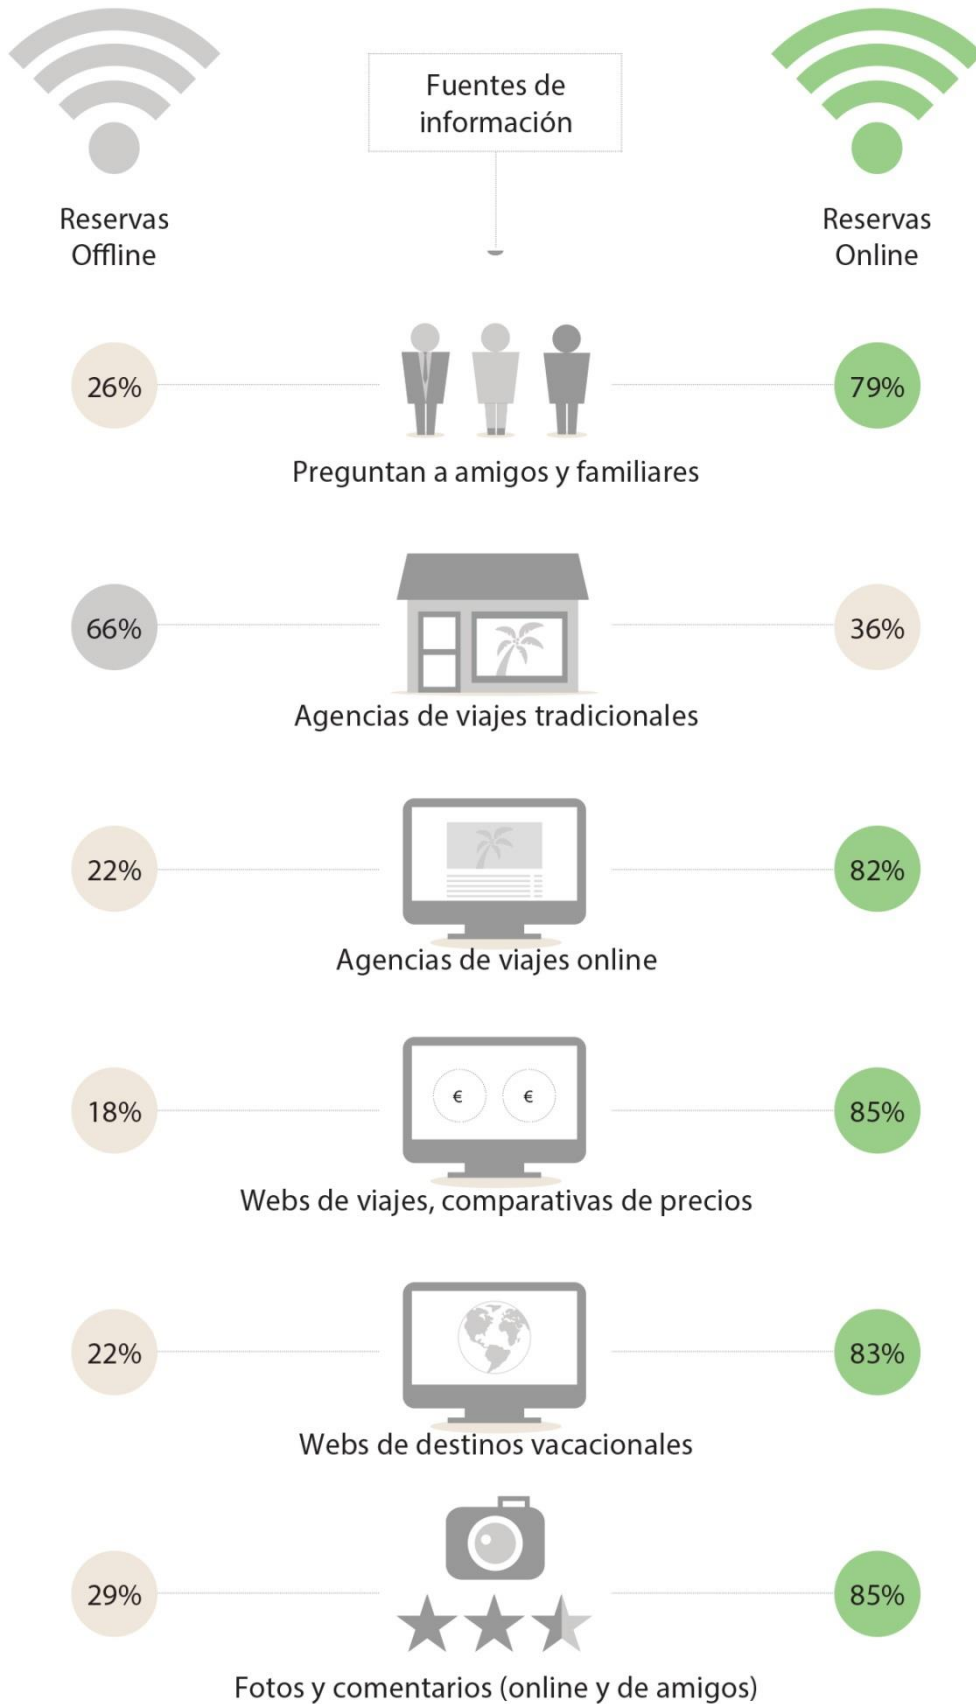 Fuentes de
información
Reservas
Offline
Reservas
Online
26%
79%
Preguntan a amigos y familiares
66%
36%
Agencias de viajes tradicionales
22%
82%
Agencias de viajes online
18%
€
€
85%
Webs de viajes, comparativas de precios
22%
83%
Webs de destinos vacacionales
29%
85%
Fotos y comentarios (online y de amigos)